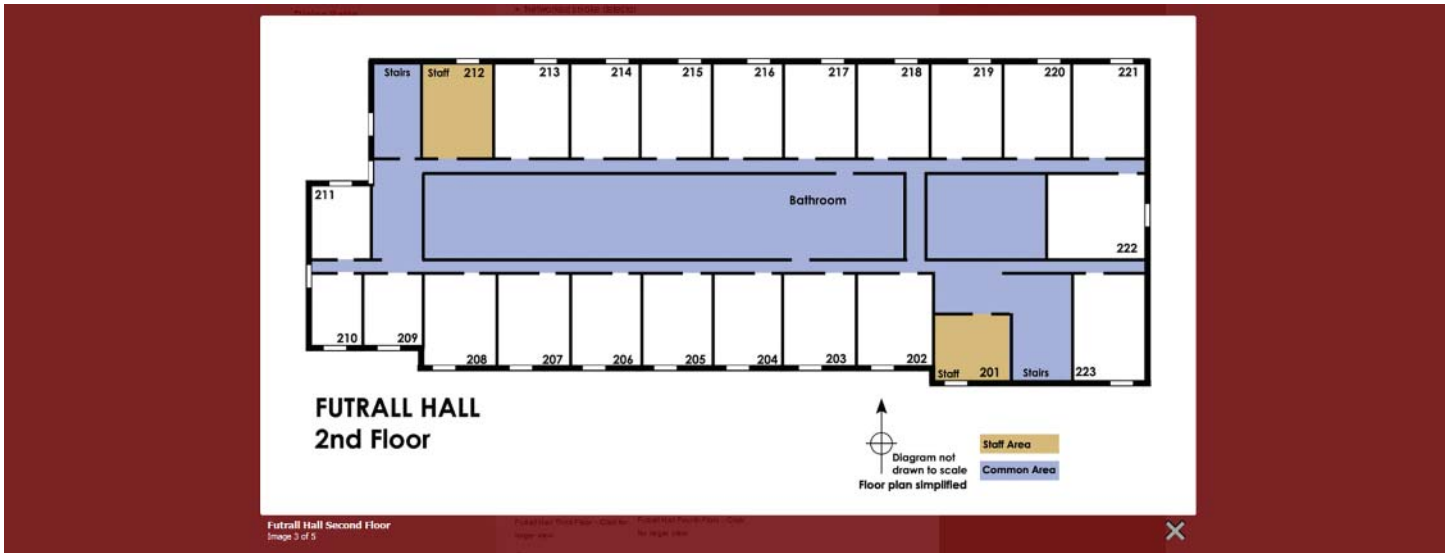 Stairs Staff 212 213 214 215 216 217 218 219 220 221
211
Bathroom
222
210 209
208 207 206 205 204 203 202
Staff 201 Stairs 223
FUTRALL HALL
2nd Floor
Diagram not
drawn to scale
Floor plan simplified
Staff Area
Common Area
Futrall Hall Second Floor
Image 3 of 5